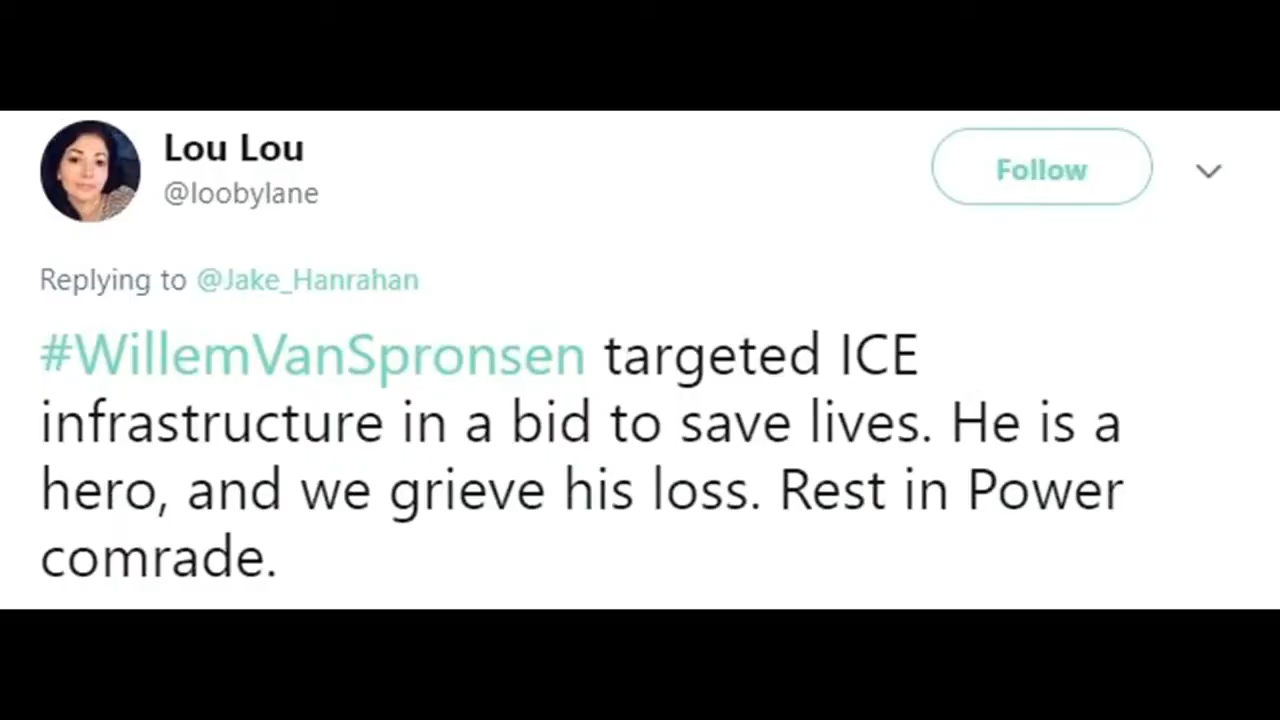 Lou Lou
@loobylane
Follow
Replying to @Jake_Hanrahan
#WillemVanSpronsen targeted ICE
infrastructure in a bid to save lives. He is a
hero, and we grieve his loss. Rest in Power
comrade.